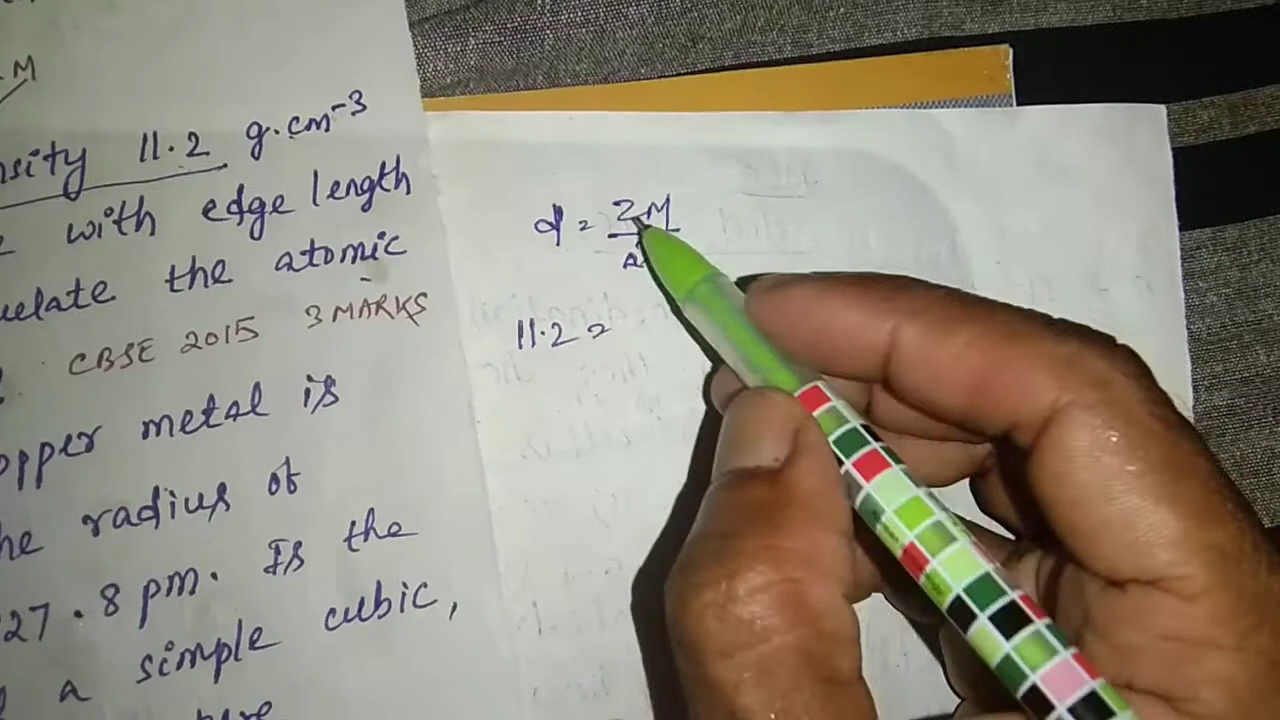 M
nsity 11.2 g.cm⁻³
with edge length
culate the atomic
CBSE 2015 3 MARKS
opper metal is
he radius of
27.8 pm. Is the
a simple cubic,
d = ZM
11.2 =